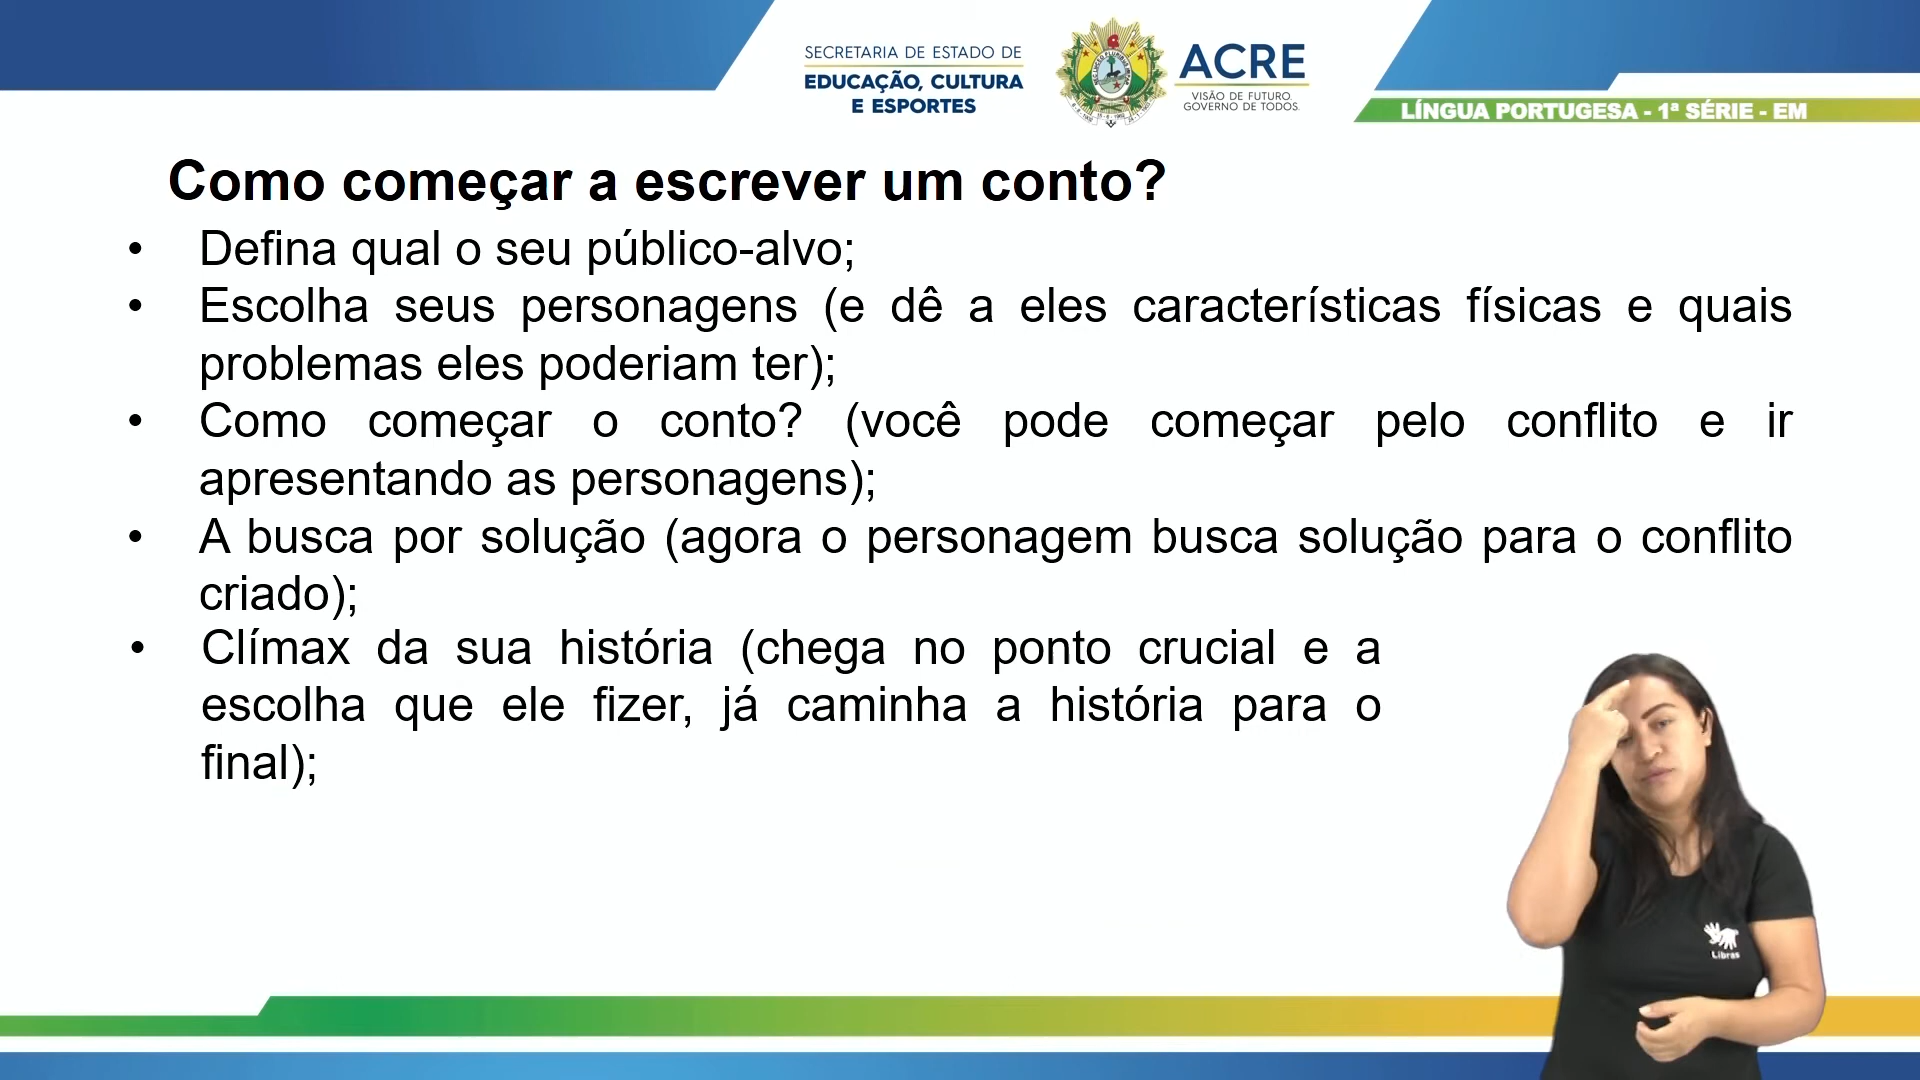 SECRETARIA DE ESTADO DE
EDUCAÇÃO, CULTURA
E ESPORTES
ACRE
VISÃO DE FUTURO.
GOVERNO DE TODOS.
LÍNGUA PORTUGESA - 1ª SÉRIE - EM
Como começar a escrever um conto?
• Defina qual o seu público-alvo;
• Escolha seus personagens (e dê a eles características físicas e quais
problemas eles poderiam ter);
• Como começar o conto? (você pode começar pelo conflito e ir
apresentando as personagens);
• A busca por solução (agora o personagem busca solução para o conflito
criado);
• Clímax da sua história (chega no ponto crucial e a
escolha que ele fizer, já caminha a história para o
final);
Libras